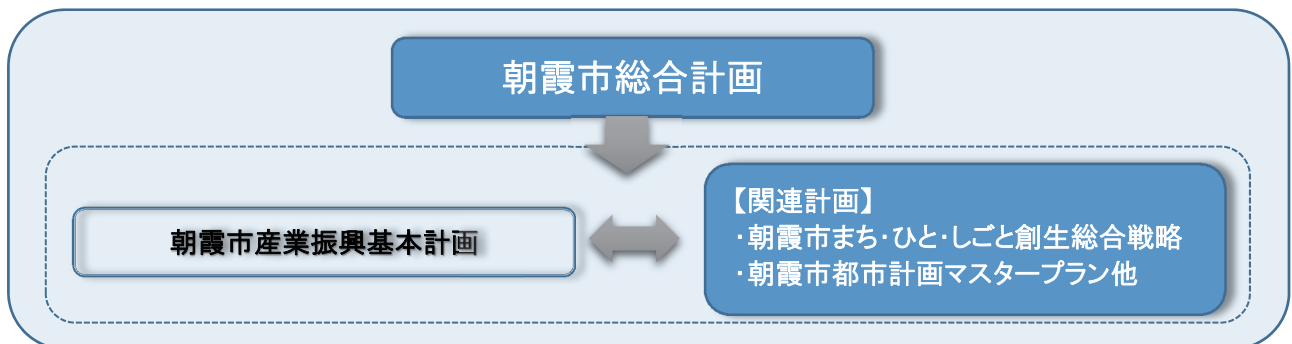 朝霞市総合計画
朝霞市産業振興基本計画
【関連計画】
・朝霞市まち・ひと・しごと創生総合戦略
・朝霞市都市計画マスタープラン他